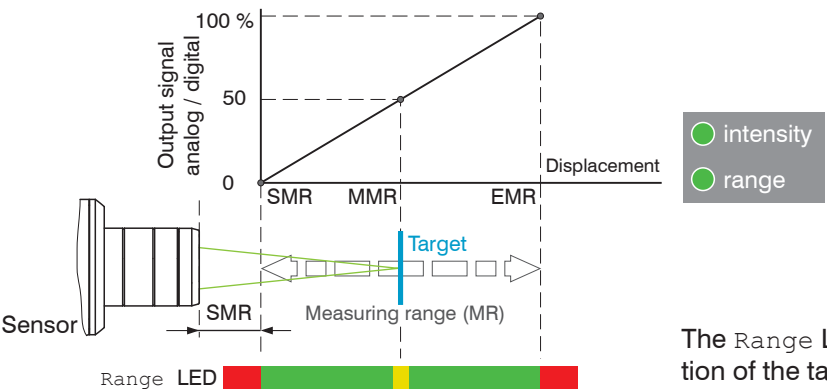 100 %
Output signal
analog / digital
50
0
Displacement
SMR MMR EMR
intensity
range
Target
SMR
Measuring range (MR)
Sensor
The Range
tion of the ta
Range LED